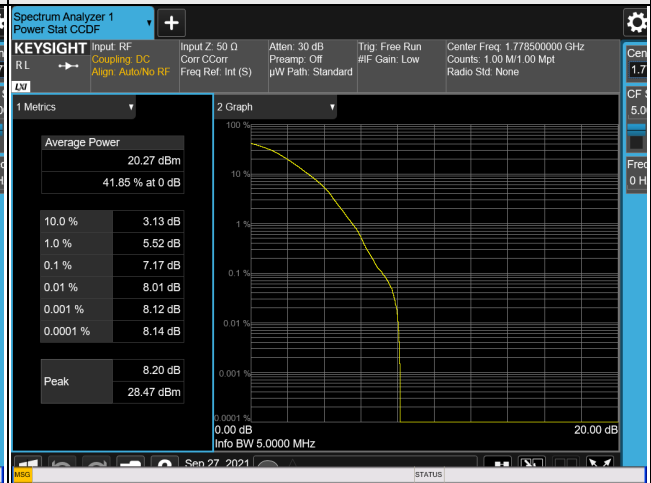 Spectrum Analyzer 1
Power Stat CCDF
KEYSIGHT
RL
LXI
Input: RF
Coupling: DC
Align: Auto/No RF
Input Z: 50 Ω
Corr CCorr
Freq Ref: Int (S)
Atten: 30 dB
Preamp: Off
µW Path: Standard
Trig: Free Run
#IF Gain: Low
Center Freq: 1.778500000 GHz
Counts: 1.00 M/1.00 Mpt
Radio Std: None
1 Metrics
Average Power
20.27 dBm
41.85 % at 0 dB
10.0 % 3.13 dB
1.0 % 5.52 dB
0.1 % 7.17 dB
0.01 % 8.01 dB
0.001 % 8.12 dB
0.0001 % 8.14 dB
Peak
8.20 dB
28.47 dBm
2 Graph
100 %
10 %
1 %
0.1 %
0.01 %
0.001 %
0.0001 %
0.00 dB 20.00 dB
Info BW 5.0000 MHz
Cen
1.7
CF
5.0
Fred
0 H
Sep 27, 2021
MSG
STATUS